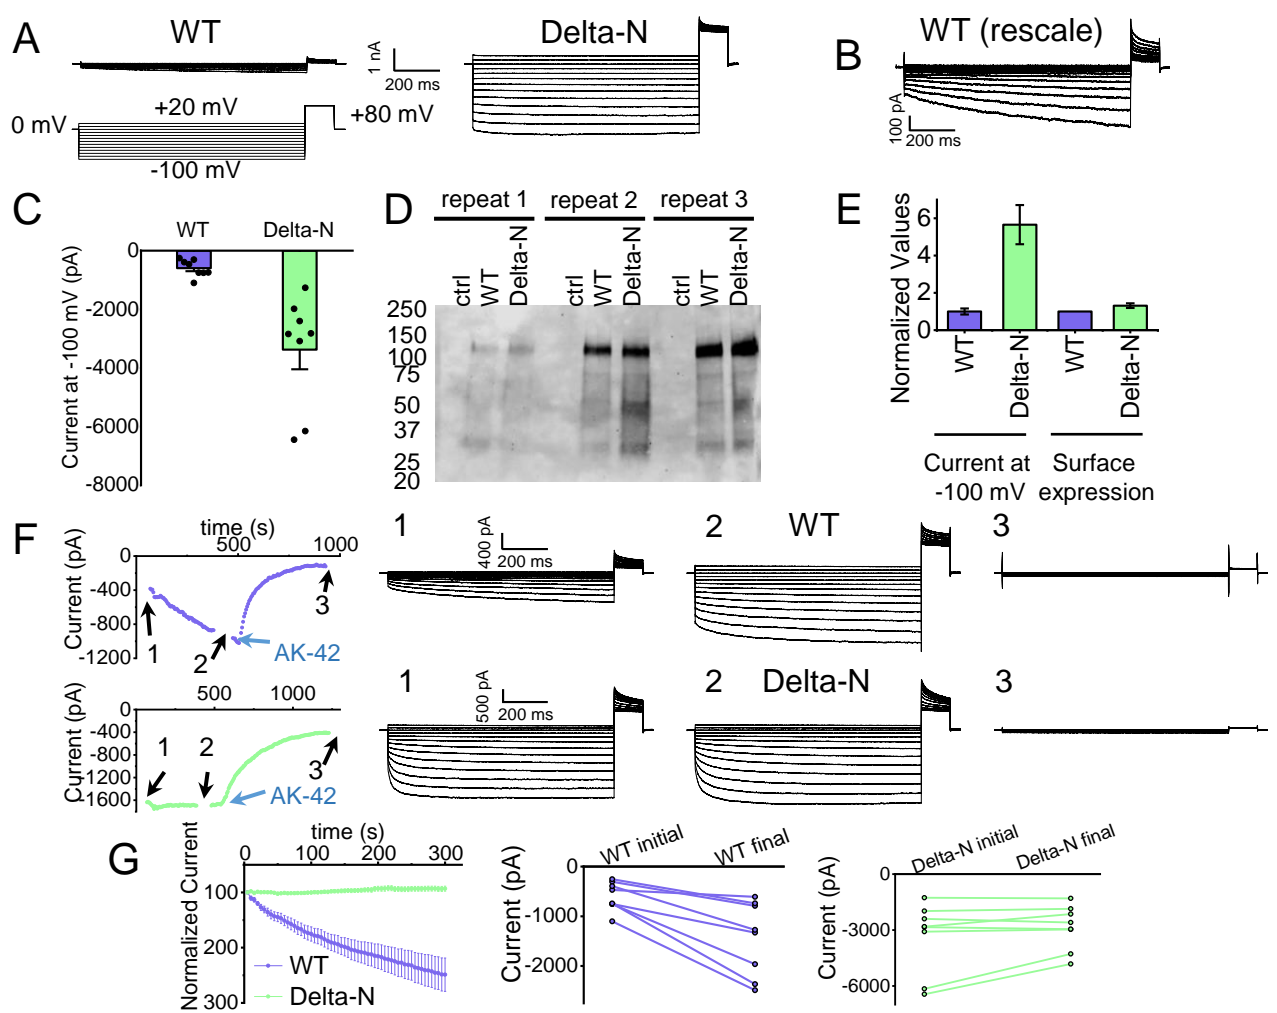 A
WT
1 nA
200 ms
Delta-N
B
WT (rescale)
100 pA
200 ms
+20 mV
0 mV
+80 mV
-100 mV
C
WT
Delta-N
Current at -100 mV (pA)
0
-2000
-4000
-6000
-8000
D
repeat 1
repeat 2
repeat 3
ctrl
WT
Delta-N
ctrl
WT
Delta-N
ctrl
WT
Delta-N
250
150
100
75
50
37
25
20
E
Normalized Values
6
4
2
0
WT
Delta-N
WT
Delta-N
Current at
-100 mV
Surface
expression
F
time (s)
500
1000
Current (pA)
0
-400
-800
-1200
1
2
3
AK-42
1
400 pA
200 ms
2
WT
3
500
1000
Current (pA)
0
-400
-800
-1200
-1600
1
2
3
AK-42
1
500 pA
200 ms
2
Delta-N
3
G
time (s)
0
100
200
300
Normalized Current
100
200
300
WT
Delta-N
WT initial
WT final
Current (pA)
0
-1000
-2000
Delta-N initial
Delta-N final
Current (pA)
0
-3000
-6000